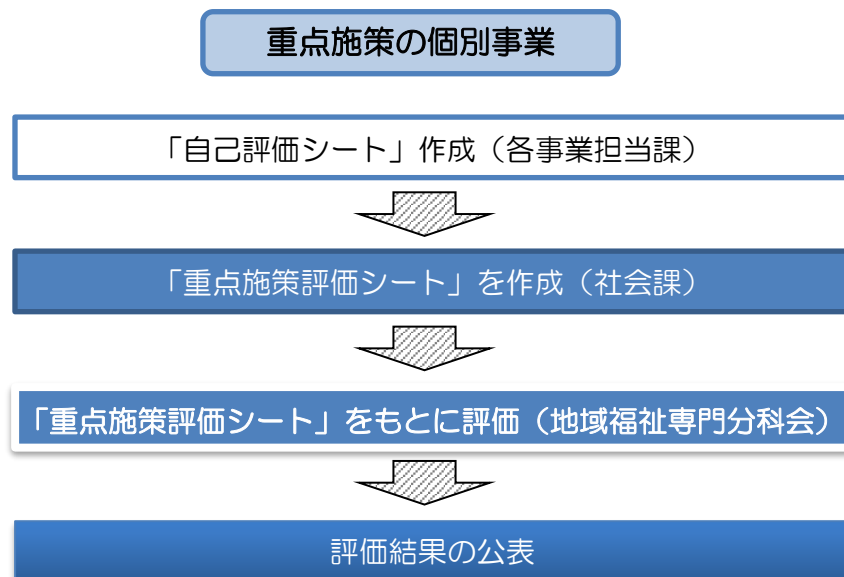 重点施策の個別事業
「自己評価シート」作成（各事業担当課）
「重点施策評価シート」を作成（社会課）
「重点施策評価シート」をもとに評価（地域福祉専門分科会）
評価結果の公表